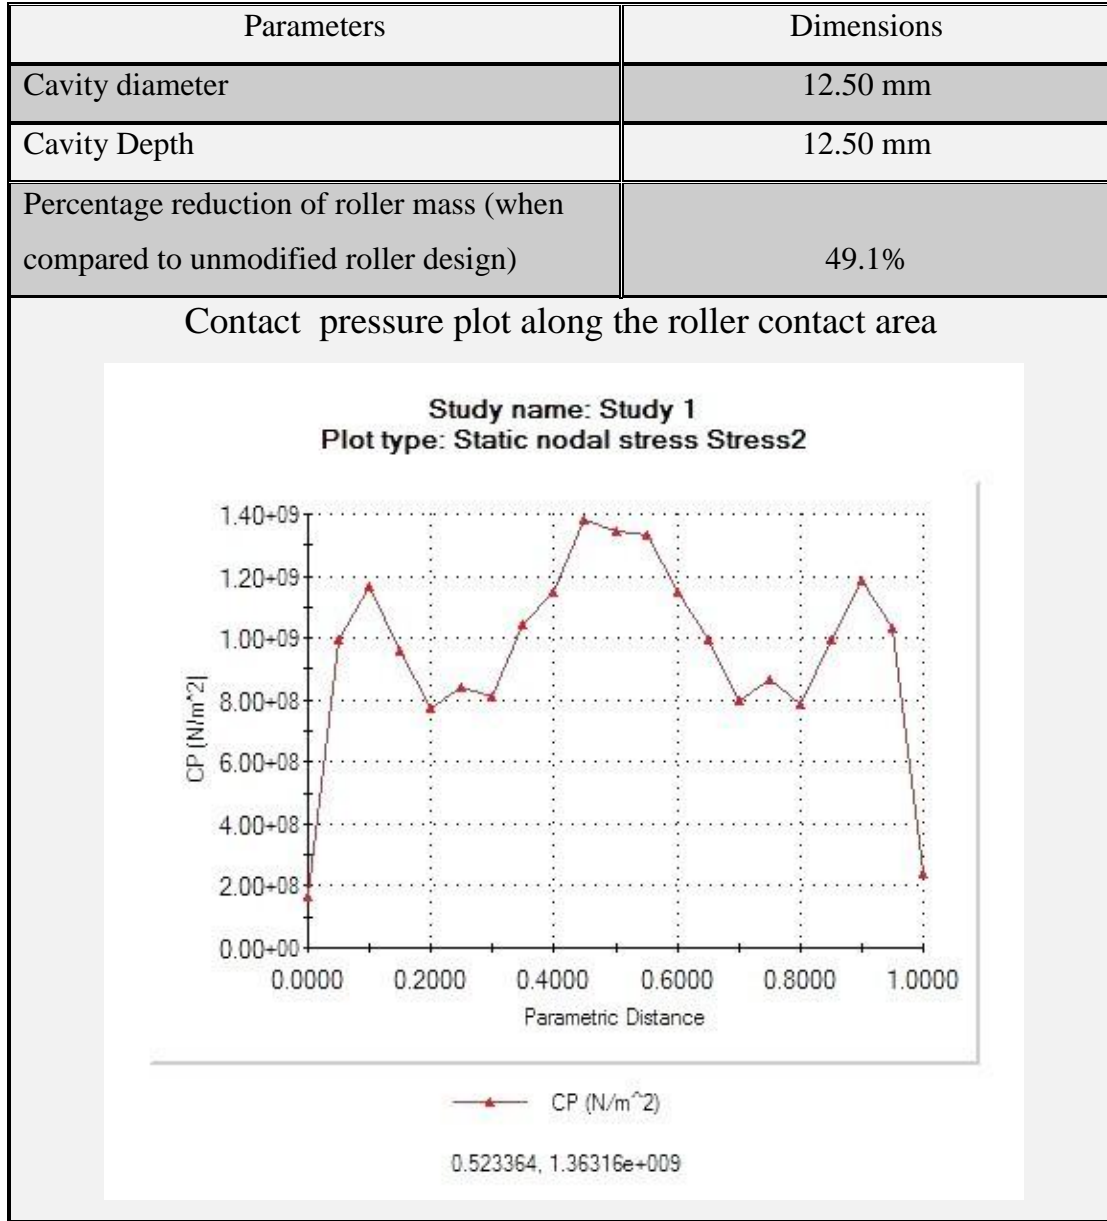 Parameters Dimensions
Cavity diameter 12.50 mm
Cavity Depth 12.50 mm
Percentage reduction of roller mass (when
compared to unmodified roller design) 49.1%
Contact pressure plot along the roller contact area
Study name: Study 1
Plot type: Static nodal stress Stress2
1.40+09
1.20+09
1.00+09
8.00+08
6.00+08
4.00+08
2.00+08
0.00+00
CP (N/m^2)
0.0000 0.2000 0.4000 0.6000 0.8000 1.0000
Parametric Distance
CP (N/m^2)
0.523364, 1.36316e+009